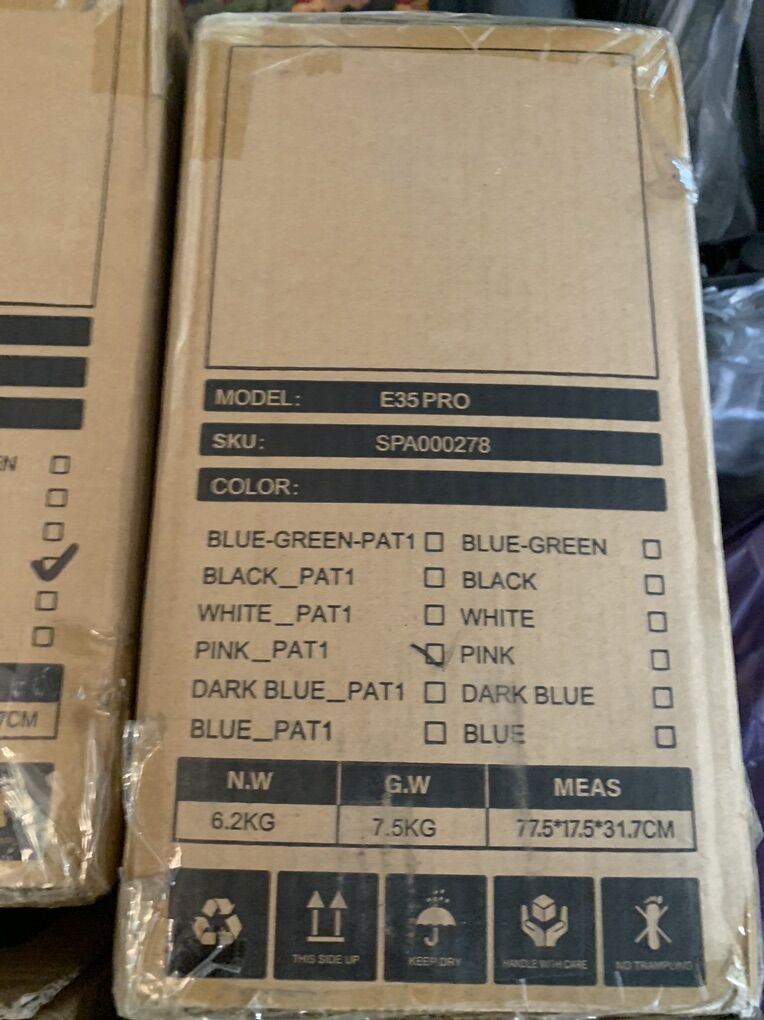 MODEL: E35 PRO
SKU: SPA000278
COLOR:
BLUE-GREEN-PAT1 BLUE-GREEN
BLACK_PAT1 BLACK
WHITE_PAT1 WHITE
PINK_PAT1 PINK
DARK BLUE_PAT1 DARK BLUE
BLUE_PAT1 BLUE
N.W G.W MEAS
6.2KG 7.5KG 77.5*17.5*31.7CM
THIS SIDE UP KEEP DRY HANDLE WITH CARE NO TRAMPLING
EN
7CM